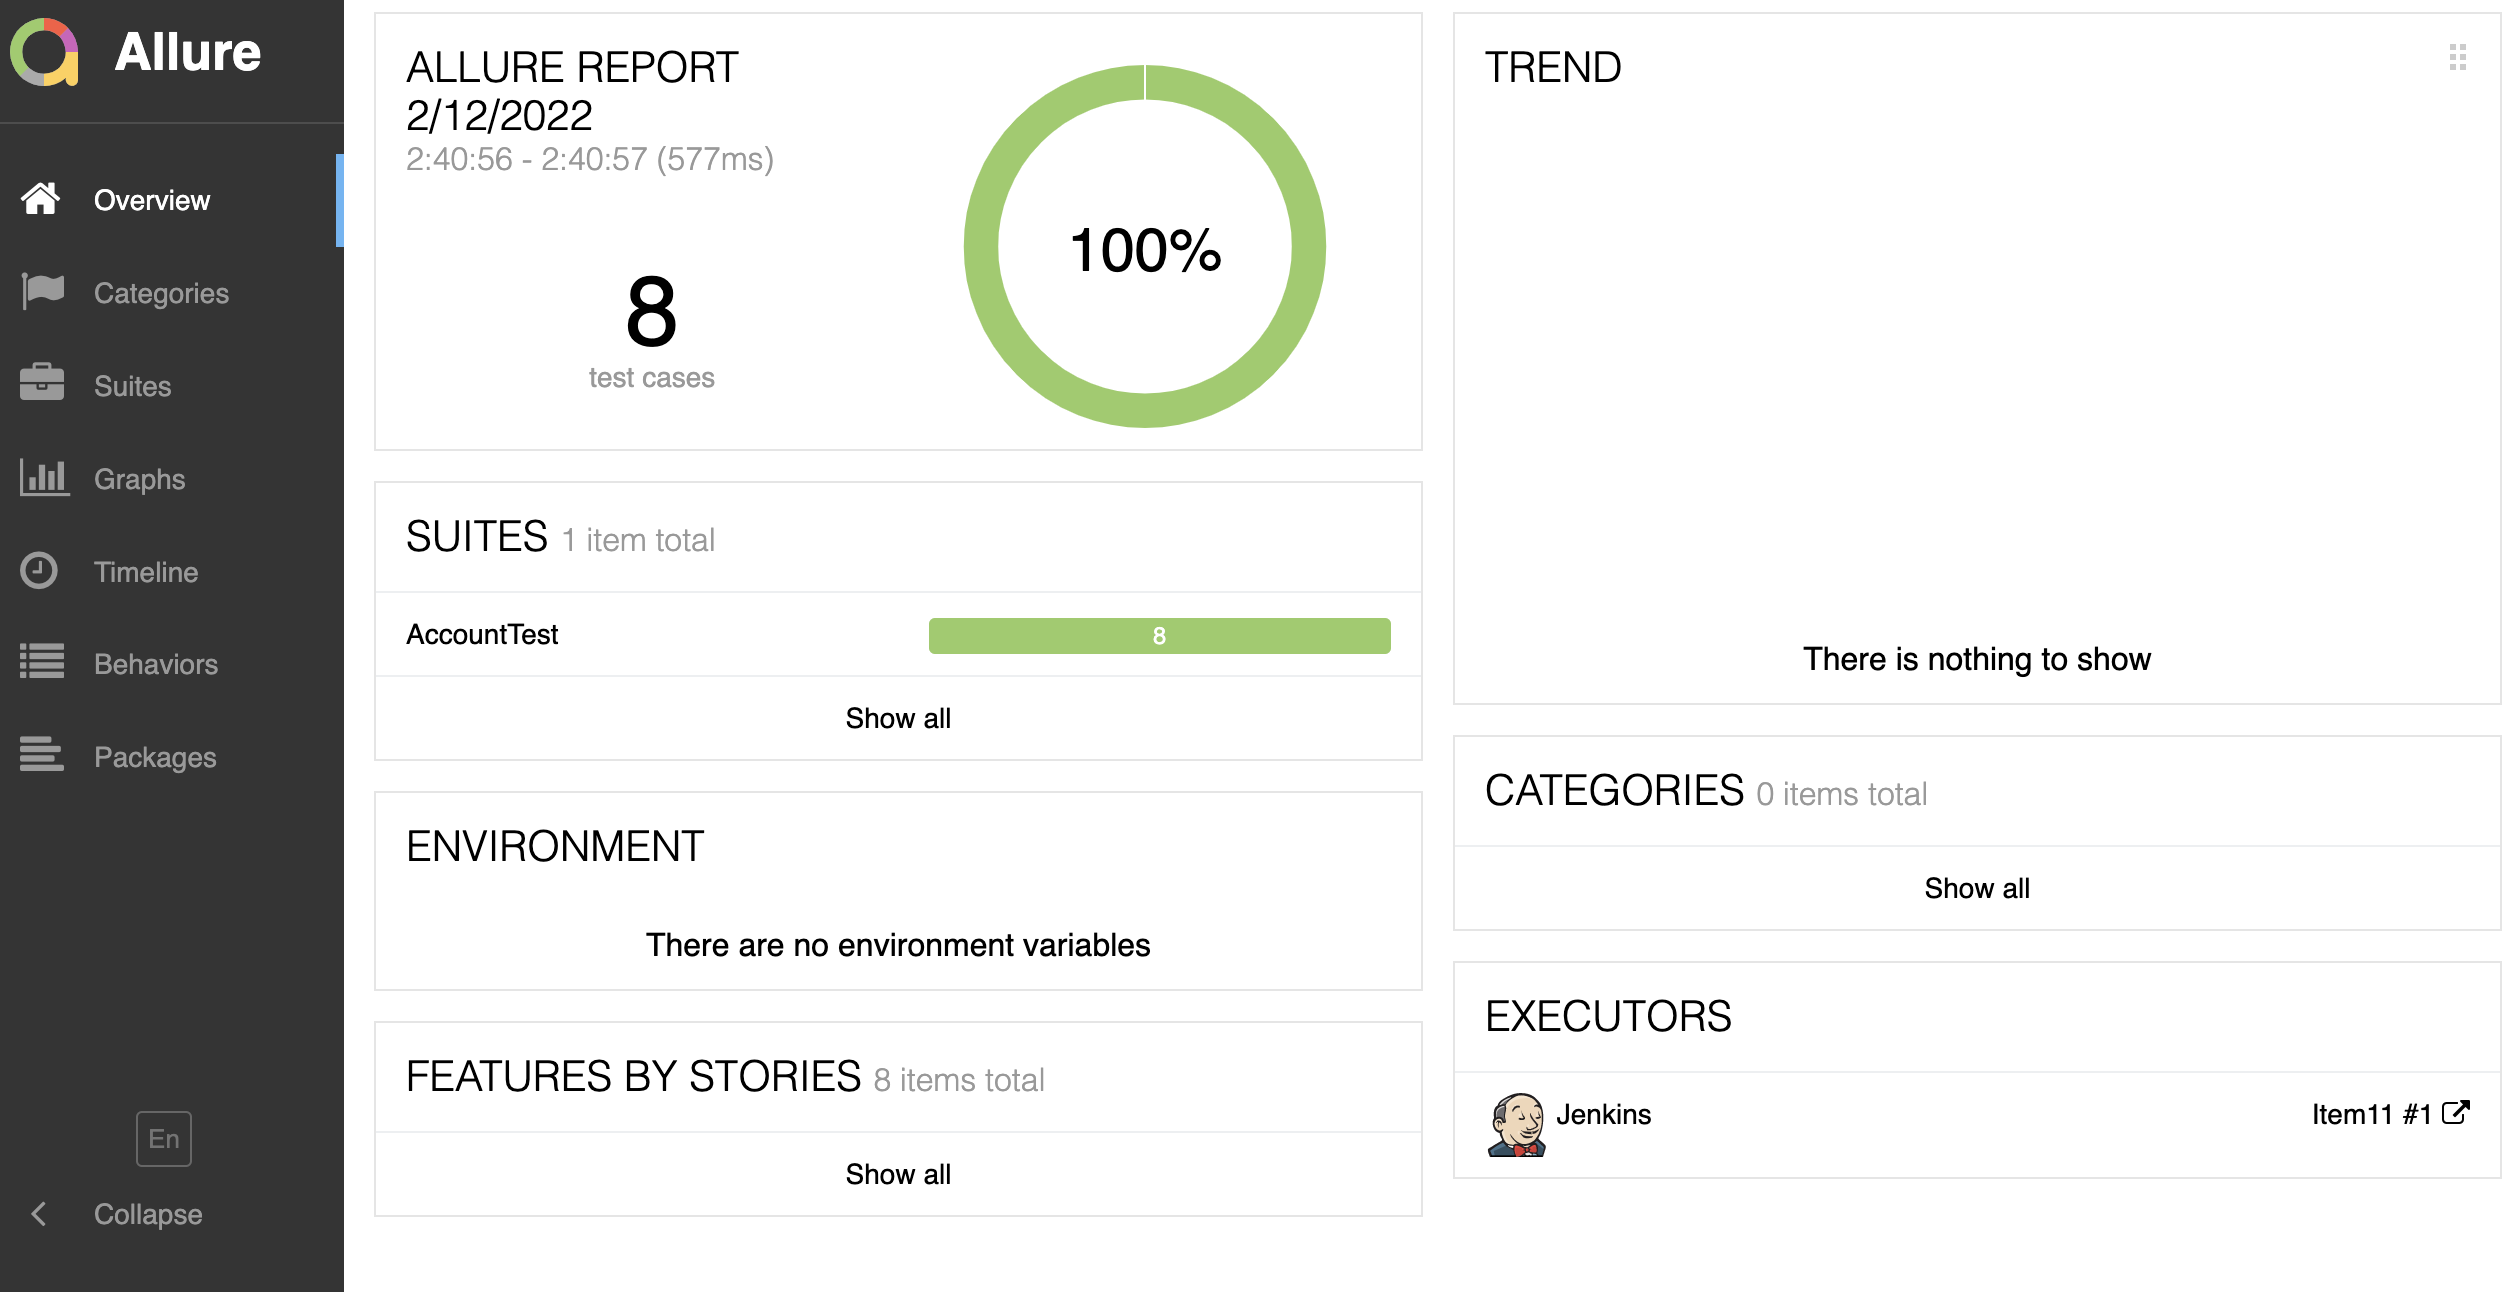 Allure
Overview
Categories
Suites
Graphs
Timeline
Behaviors
Packages
En
Collapse
ALLURE REPORT
2/12/2022
2:40:56 - 2:40:57 (577ms)
8
test cases
100%
SUITES 1 item total
AccountTest 8
Show all
ENVIRONMENT
There are no environment variables
FEATURES BY STORIES 8 items total
Show all
TREND
There is nothing to show
CATEGORIES 0 items total
Show all
EXECUTORS
Jenkins Item11 #1